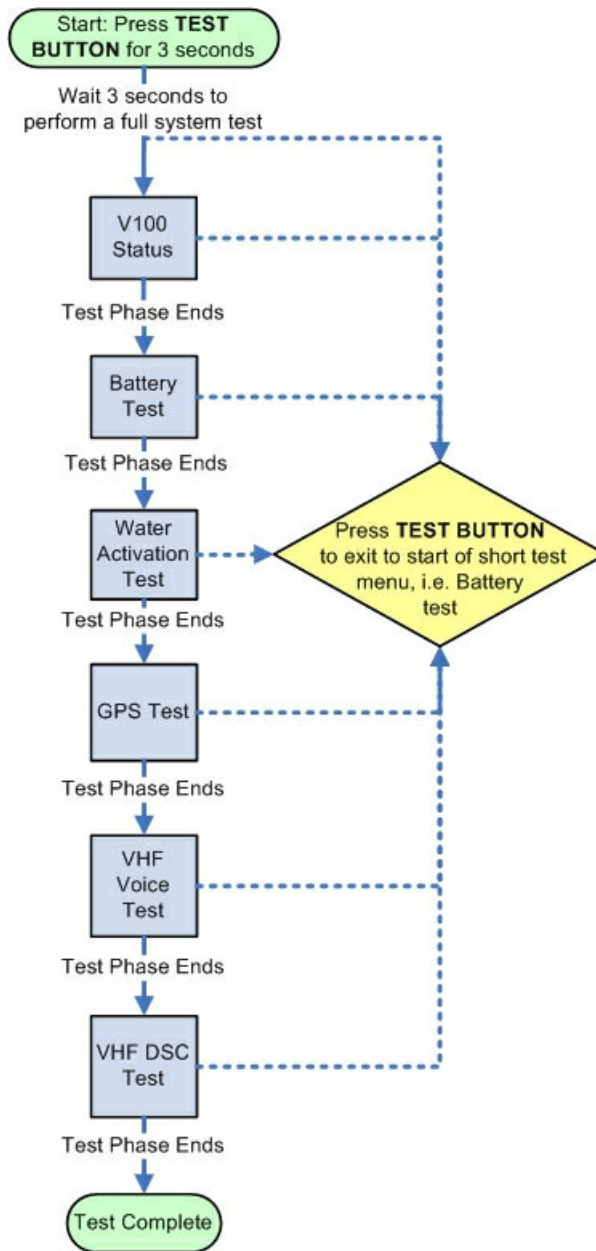 Start: Press TEST
BUTTON for 3 seconds
Wait 3 seconds to
perform a full system test
V100
Status
Test Phase Ends
Battery
Test
Test Phase Ends
Water
Activation
Test
Press TEST BUTTON
to exit to start of short test
menu, i.e. Battery
test
Test Phase Ends
GPS Test
Test Phase Ends
VHF
Voice
Test
Test Phase Ends
VHF DSC
Test
Test Phase Ends
Test Complete